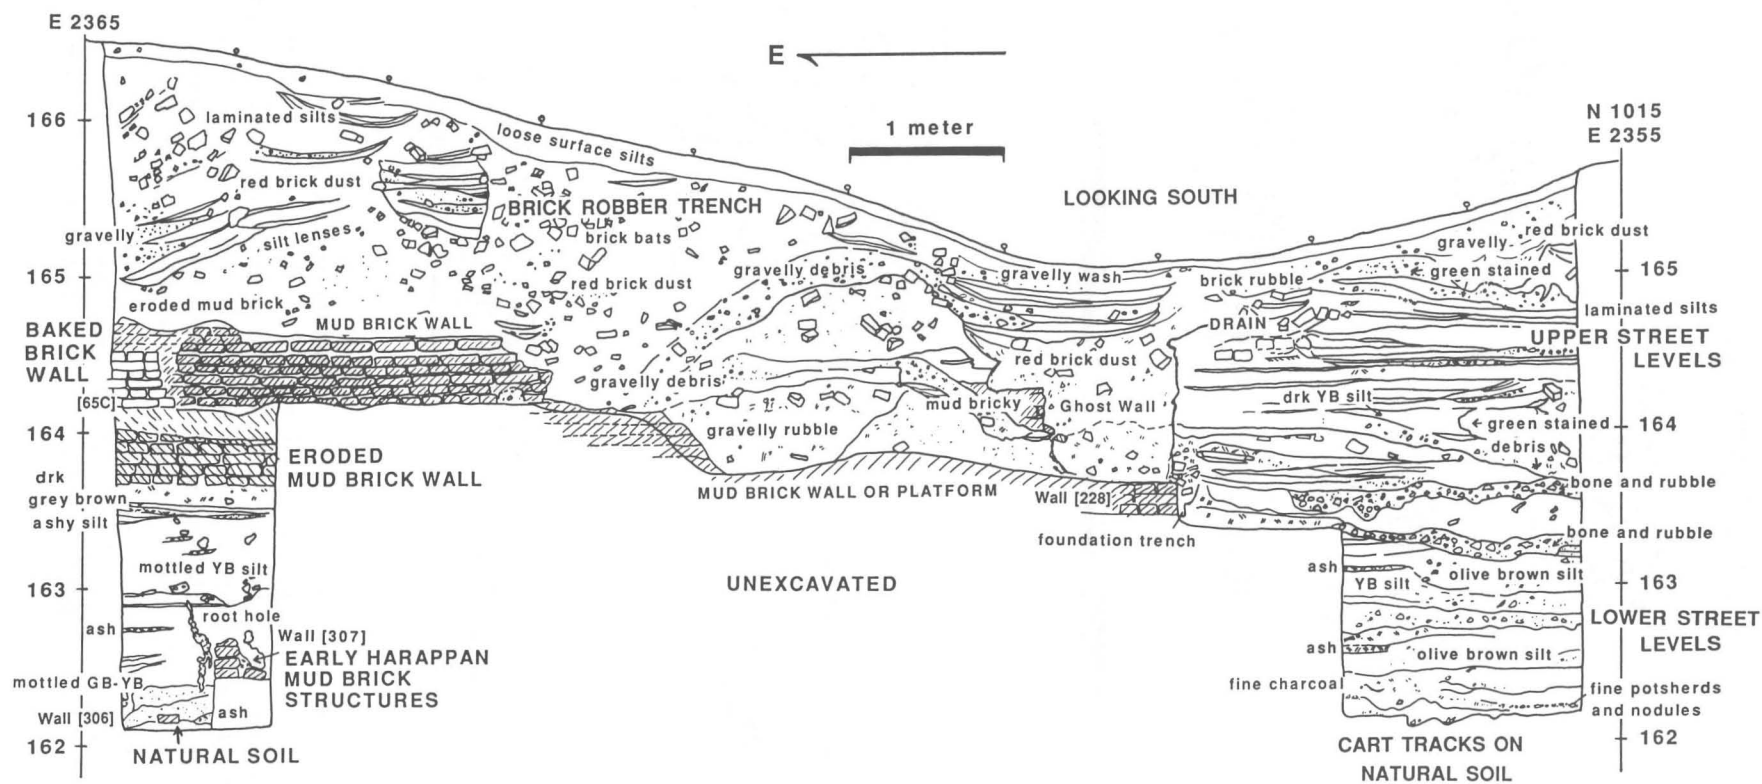 E 2365
E
N 1015
E 2355
166
1 meter
laminated silts
loose surface silts
LOOKING SOUTH
red brick dust
BRICK ROBBER TRENCH
red brick dust
gravelly
silt lenses
brick bats
gravelly
165
gravelly debris
gravelly wash
brick rubble
green stained
165
red brick dust
eroded mud brick
laminated silts
BAKED
BRICK
WALL
MUD BRICK WALL
DRAIN
UPPER STREET
LEVELS
red brick dust
gravelly debris
[65C]
mud bricky
Ghost Wall
drk YB silt
164
gravelly rubble
green stained
debris
164
ERODED
MUD BRICK WALL
drk
grey brown
ashy silt
MUD BRICK WALL OR PLATFORM
Wall [228]
bone and rubble
foundation trench
bone and rubble
mottled YB silt
UNEXCAVATED
ash
YB silt
olive brown silt
163
163
root hole
ash
Wall [307]
EARLY HARAPPAN
MUD BRICK
STRUCTURES
LOWER STREET
LEVELS
ash
olive brown silt
mottled GB-YB
fine charcoal
fine potsherds
and nodules
Wall [306]
ash
162
NATURAL SOIL
162
CART TRACKS ON
NATURAL SOIL